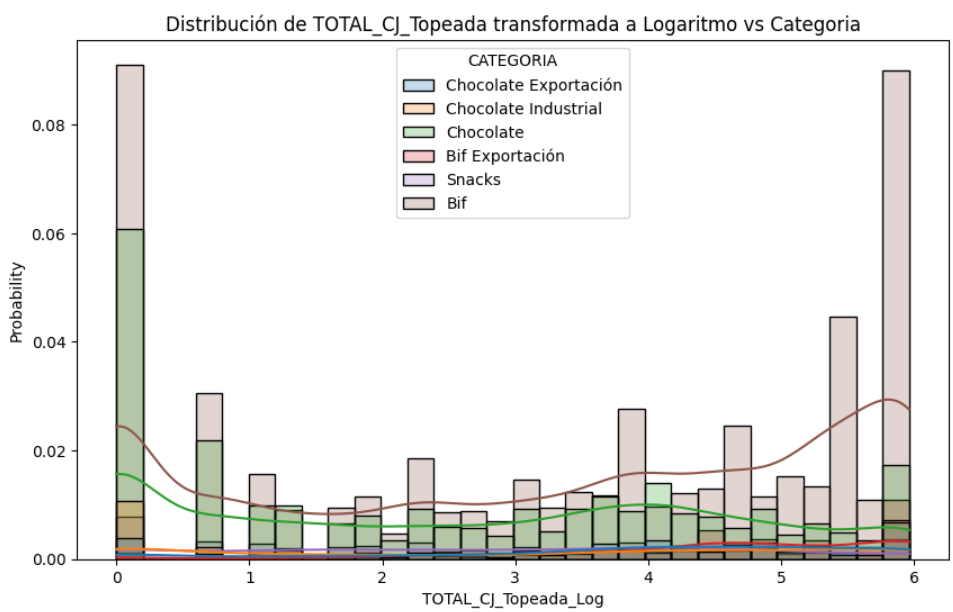 Distribución de TOTAL_CJ_Topeada transformada a Logaritmo vs Categoria
CATEGORIA
Chocolate Exportación
Chocolate Industrial
Chocolate
Bif Exportación
Snacks
Bif
Probability
0.08
0.06
0.04
0.02
0.00
0 1 2 3 4 5 6
TOTAL_CJ_Topeada_Log